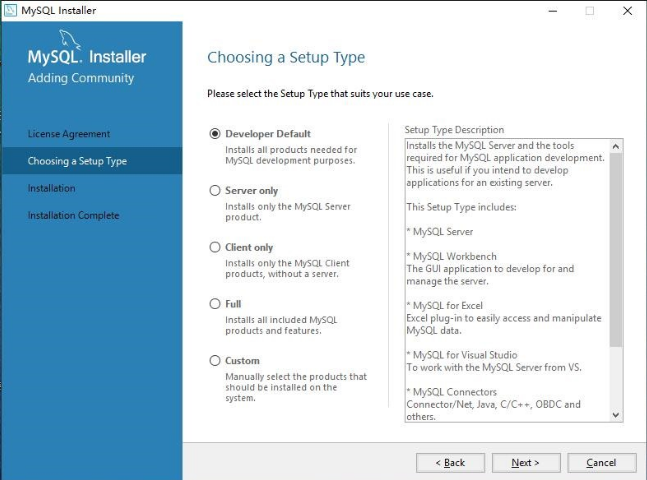 MySQL Installer
MySQL. Installer
Adding Community
License Agreement
Choosing a Setup Type
Installation
Installation Complete
Choosing a Setup Type
Please select the Setup Type that suits your use case.
Developer Default
Installs all products needed for
MySQL development purposes.
Server only
Installs only the MySQL Server
product.
Client only
Installs only the MySQL Client
products, without a server.
Full
Installs all included MySQL
products and features.
Custom
Manually select the products that
should be installed on the
system.
Setup Type Description
Installs the MySQL Server and the tools
required for MySQL application development.
This is useful if you intend to develop
applications for an existing server.
This Setup Type includes:
* MySQL Server
* MySQL Workbench
The GUI application to develop for and
manage the server.
* MySQL for Excel
Excel plug-in to easily access and manipulate
MySQL data.
* MySQL for Visual Studio
To work with the MySQL Server from VS.
* MySQL Connectors
Connector/Net, Java, C/C++, OBDC and
others.
< Back
Next >
Cancel